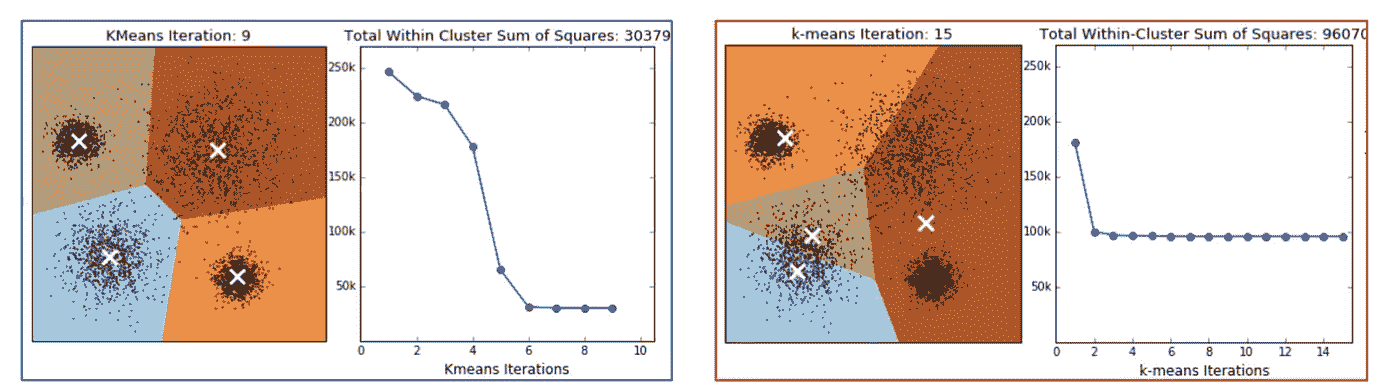 KMeans Iteration: 9
Total Within Cluster Sum of Squares: 30379
250k
200k
150k
100k
50k
0 2 4 6 8 10
Kmeans Iterations
k-means Iteration: 15
Total Within-Cluster Sum of Squares: 96070
250k
200k
150k
100k
50k
0 2 4 6 8 10 12 14
k-means Iterations